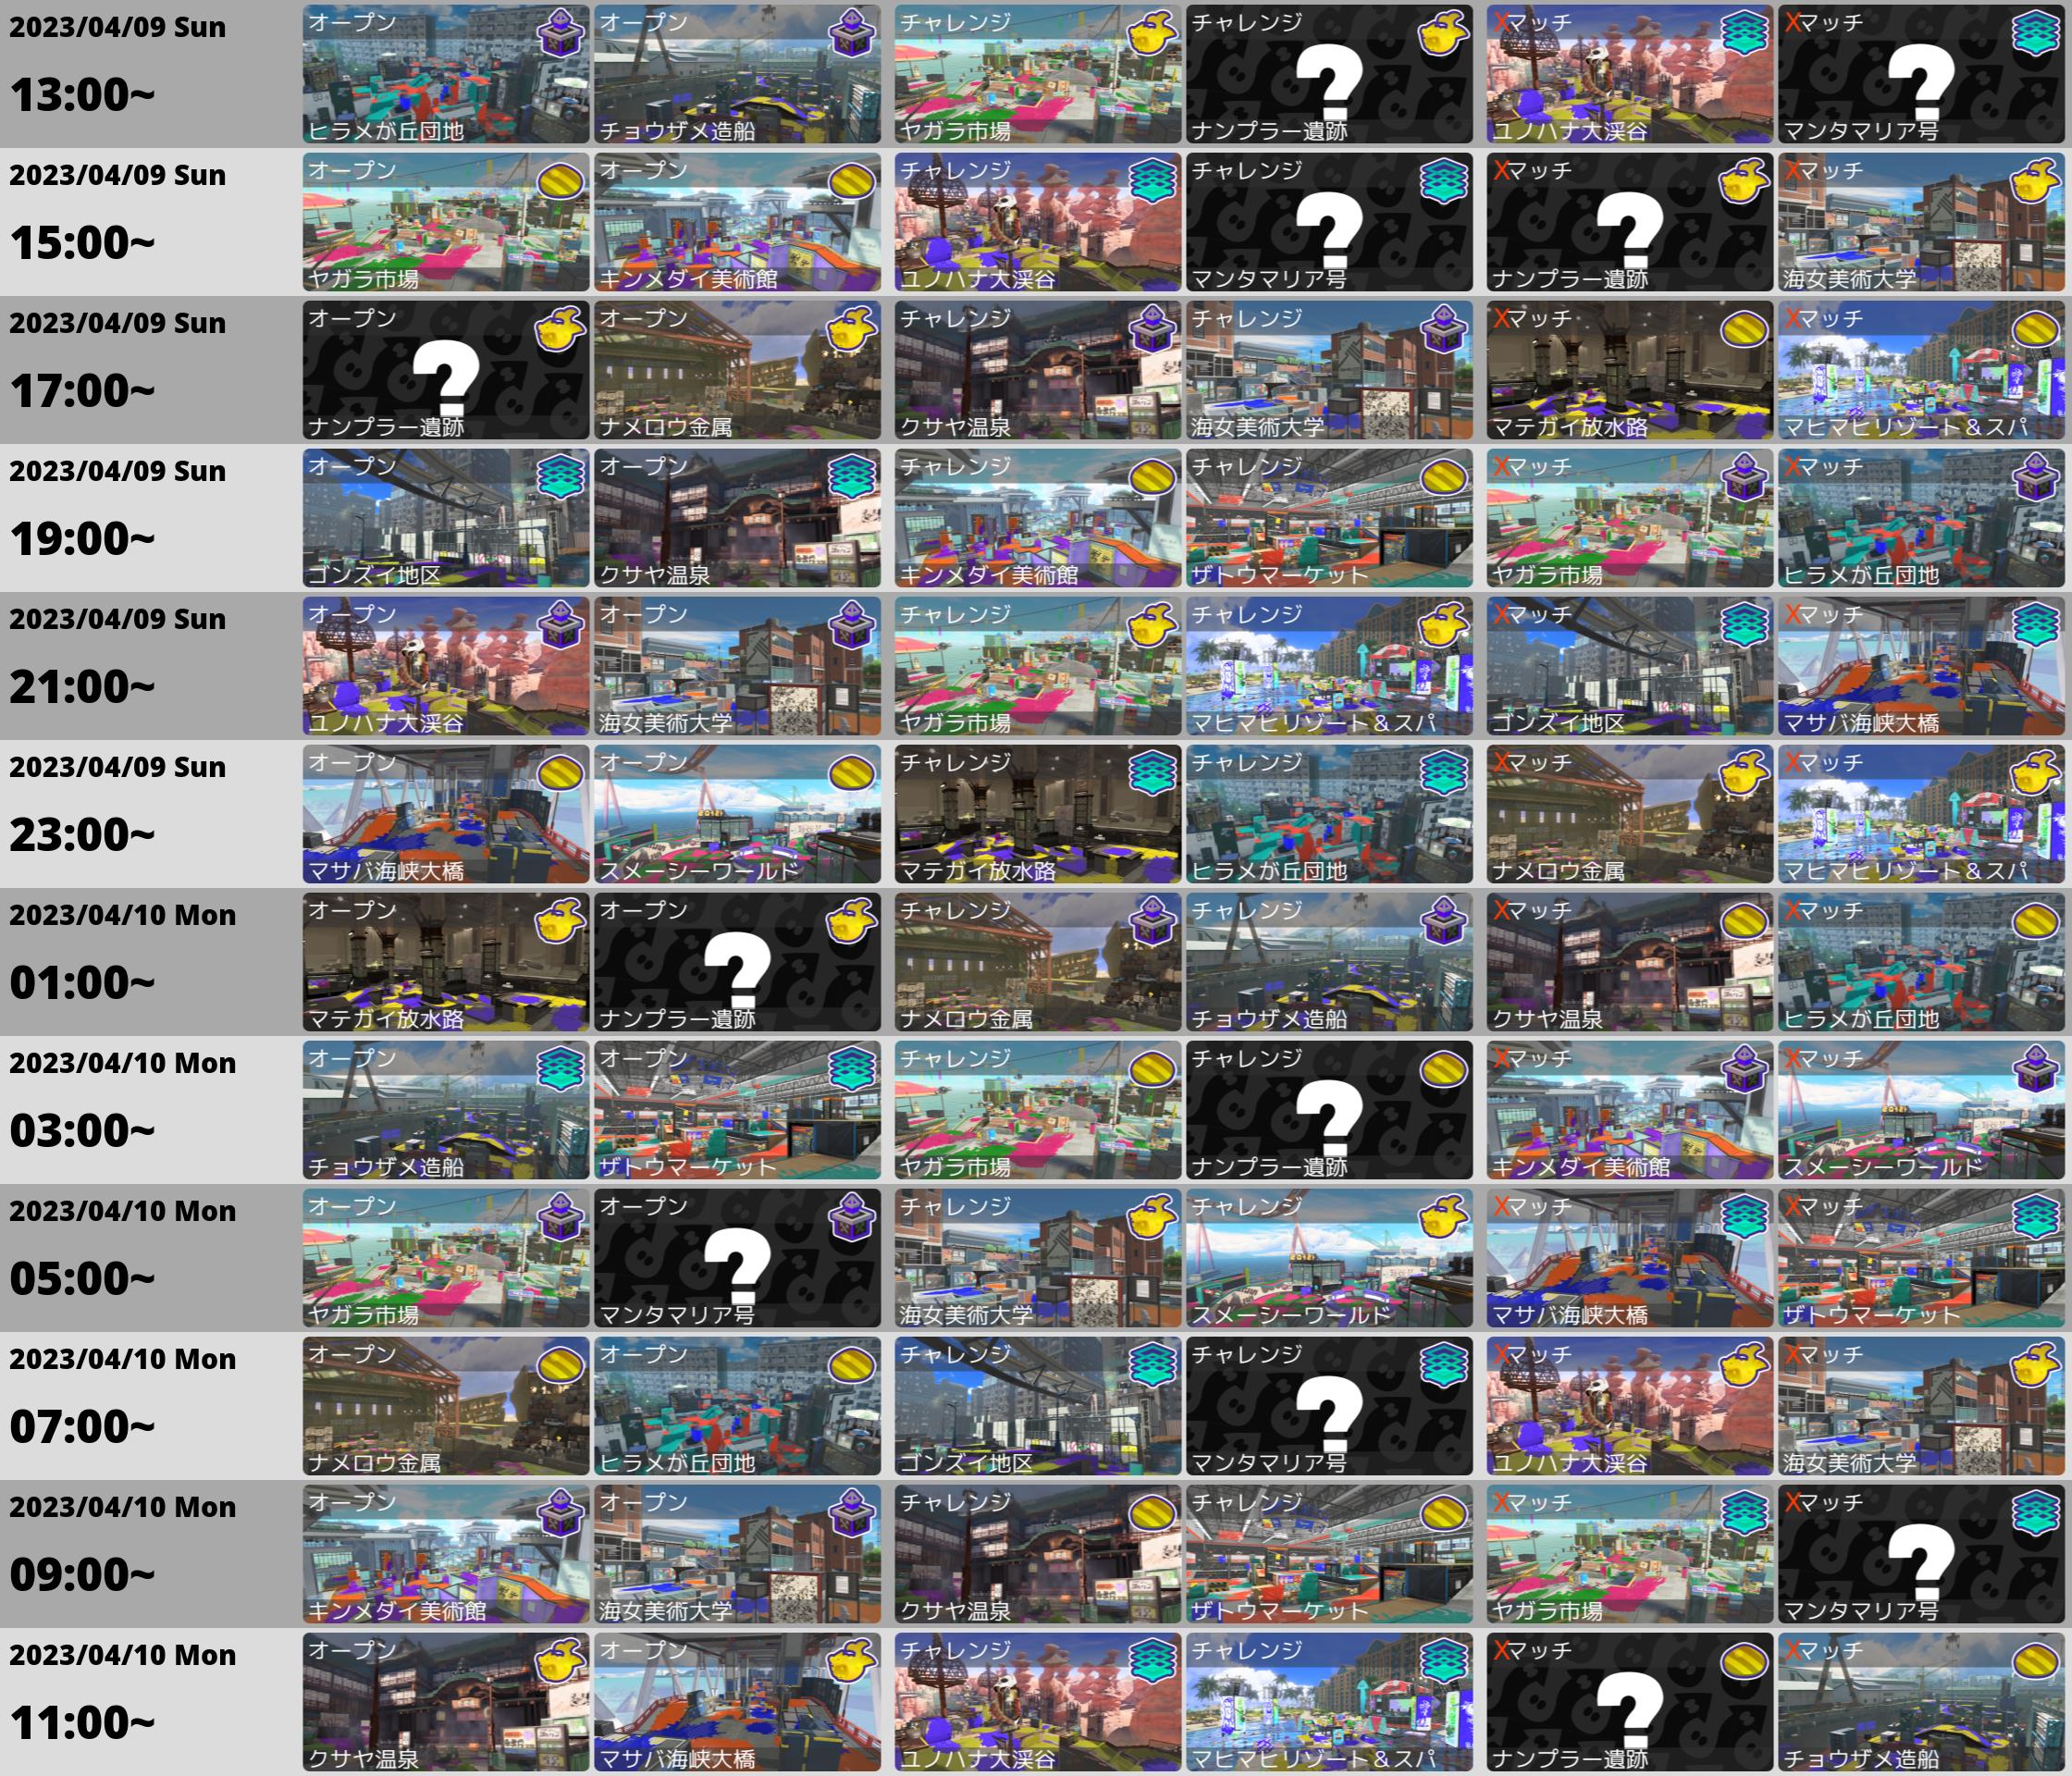 2023/04/09 Sun
13:00~
オープン オープン チャレンジ チャレンジ Xマッチ Xマッチ
ヒラメが丘団地 チョウザメ造船 ヤガラ市場 ナンプラー遺跡 ユノハナ大渓谷 マンタマリア号
2023/04/09 Sun
15:00~
オープン オープン チャレンジ チャレンジ Xマッチ Xマッチ
ヤガラ市場 キンメダイ美術館 ユノハナ大渓谷 マンタマリア号 ナンプラー遺跡 海女美術大学
2023/04/09 Sun
17:00~
オープン オープン チャレンジ チャレンジ Xマッチ Xマッチ
ナンプラー遺跡 ナメロウ金属 クサヤ温泉 海女美術大学 マテガイ放水路 マヒマヒリゾート&スパ
2023/04/09 Sun
19:00~
オープン オープン チャレンジ チャレンジ Xマッチ Xマッチ
ゴンズイ地区 クサヤ温泉 キンメダイ美術館 ザトウマーケット ヤガラ市場 ヒラメが丘団地
2023/04/09 Sun
21:00~
オープン オープン チャレンジ チャレンジ Xマッチ Xマッチ
ユノハナ大渓谷 海女美術大学 ヤガラ市場 マヒマヒリゾート&スパ ゴンズイ地区 マサバ海峡大橋
2023/04/09 Sun
23:00~
オープン オープン チャレンジ チャレンジ Xマッチ Xマッチ
マサバ海峡大橋 スメーシーワールド マテガイ放水路 ヒラメが丘団地 ナメロウ金属 マヒマヒリゾート&スパ
2023/04/10 Mon
01:00~
オープン オープン チャレンジ チャレンジ Xマッチ Xマッチ
マテガイ放水路 ナンプラー遺跡 ナメロウ金属 チョウザメ造船 クサヤ温泉 ヒラメが丘団地
2023/04/10 Mon
03:00~
オープン オープン チャレンジ チャレンジ Xマッチ Xマッチ
チョウザメ造船 ザトウマーケット ヤガラ市場 ナンプラー遺跡 キンメダイ美術館 スメーシーワールド
2023/04/10 Mon
05:00~
オープン オープン チャレンジ チャレンジ Xマッチ Xマッチ
ヤガラ市場 マンタマリア号 海女美術大学 スメーシーワールド マサバ海峡大橋 ザトウマーケット
2023/04/10 Mon
07:00~
オープン オープン チャレンジ チャレンジ Xマッチ Xマッチ
ナメロウ金属 ヒラメが丘団地 ゴンズイ地区 マンタマリア号 ユノハナ大渓谷 海女美術大学
2023/04/10 Mon
09:00~
オープン オープン チャレンジ チャレンジ Xマッチ Xマッチ
キンメダイ美術館 海女美術大学 クサヤ温泉 ザトウマーケット ヤガラ市場 マンタマリア号
2023/04/10 Mon
11:00~
オープン オープン チャレンジ チャレンジ Xマッチ Xマッチ
クサヤ温泉 マサバ海峡大橋 ユノハナ大渓谷 マヒマヒリゾート&スパ ナンプラー遺跡 チョウザメ造船